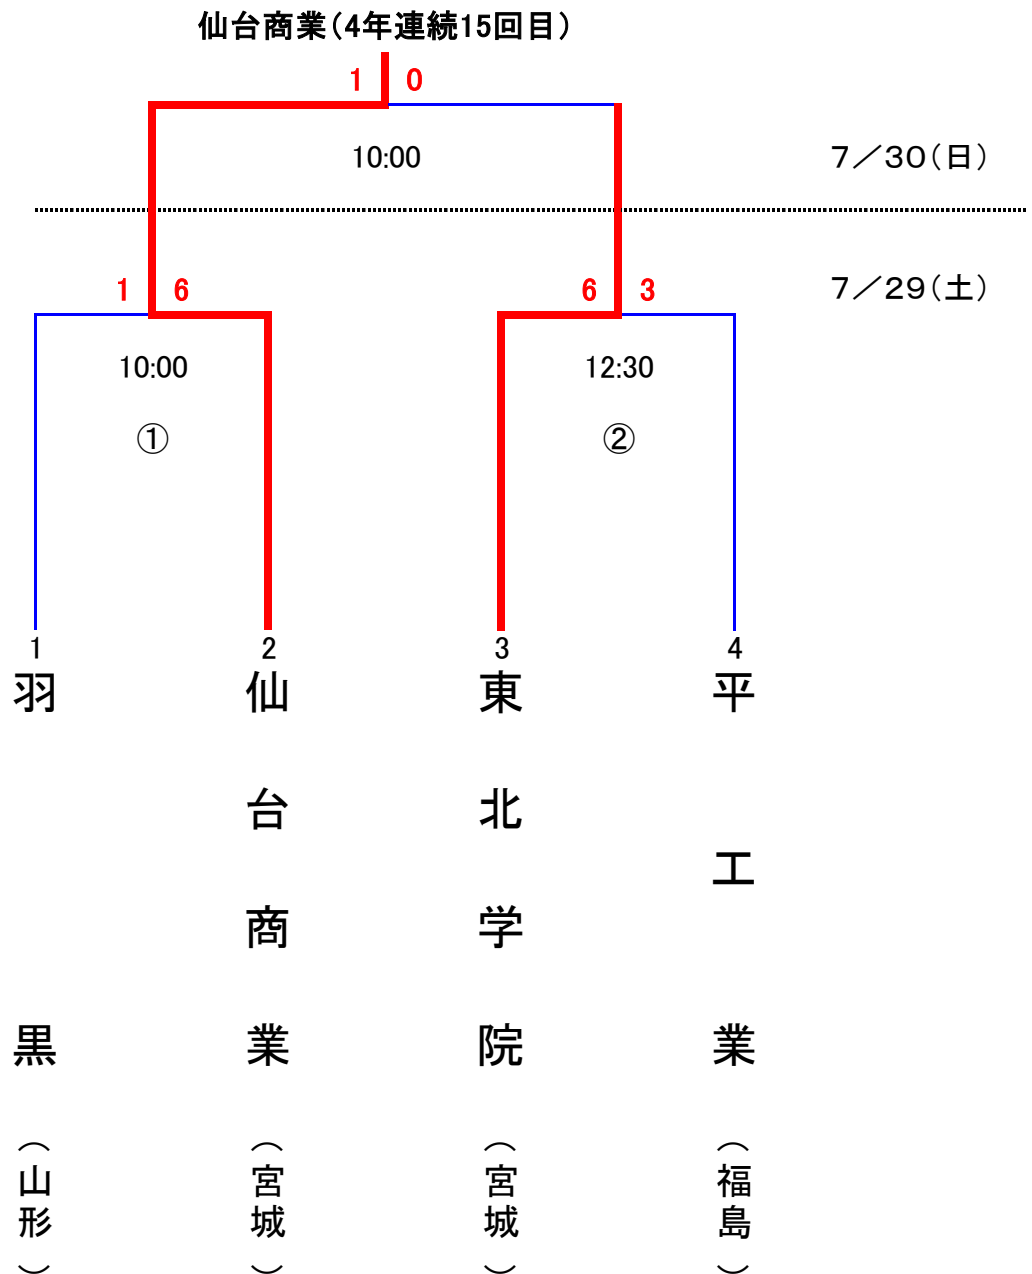 仙台商業(4年連続15回目)
1 0
10:00 7／30(日)
7／29(土)
1 6 6 3
10:00 12:30
① ②
1 2 3 4
羽黒(山形)
仙台商業(宮城)
東北学院(宮城)
平工業(福島)